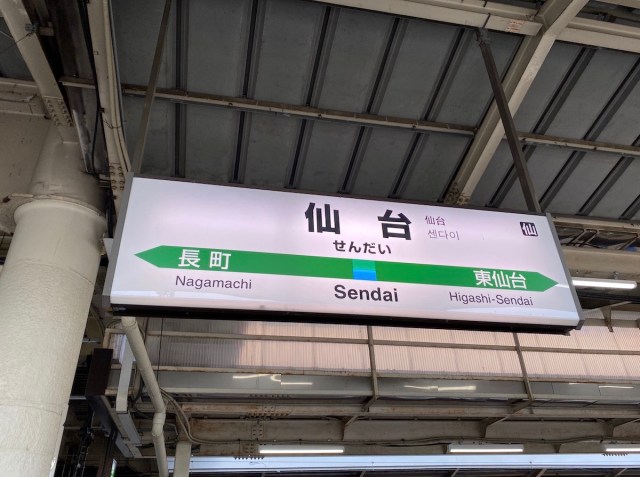 仙台
仙台
센다이
仙
せんだい
長町
東仙台
Nagamachi
Sendai
Higashi-Sendai